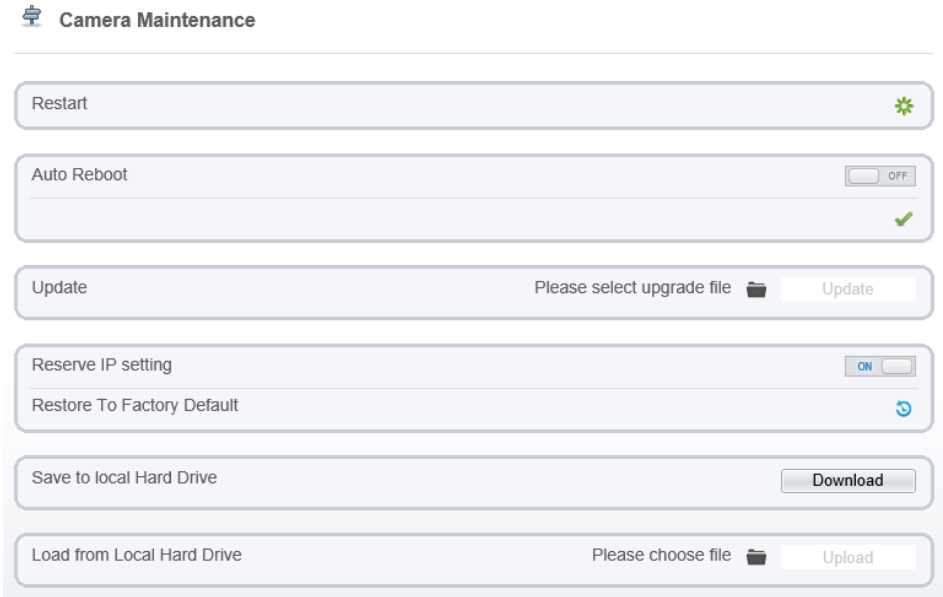 Camera Maintenance
Restart
Auto Reboot OFF
Update Please select upgrade file Update
Reserve IP setting ON
Restore To Factory Default
Save to local Hard Drive Download
Load from Local Hard Drive Please choose file Upload